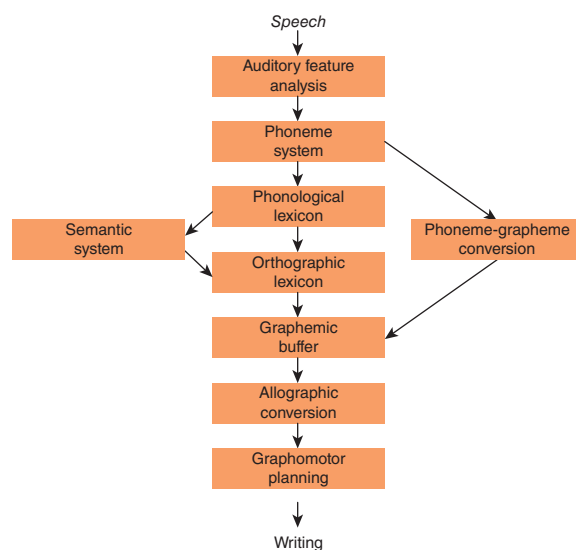 Speech
Auditory feature
analysis
Phoneme
system
Phonological
lexicon
Semantic
system
Phoneme-grapheme
conversion
Orthographic
lexicon
Graphemic
buffer
Allographic
conversion
Graphomotor
planning
Writing